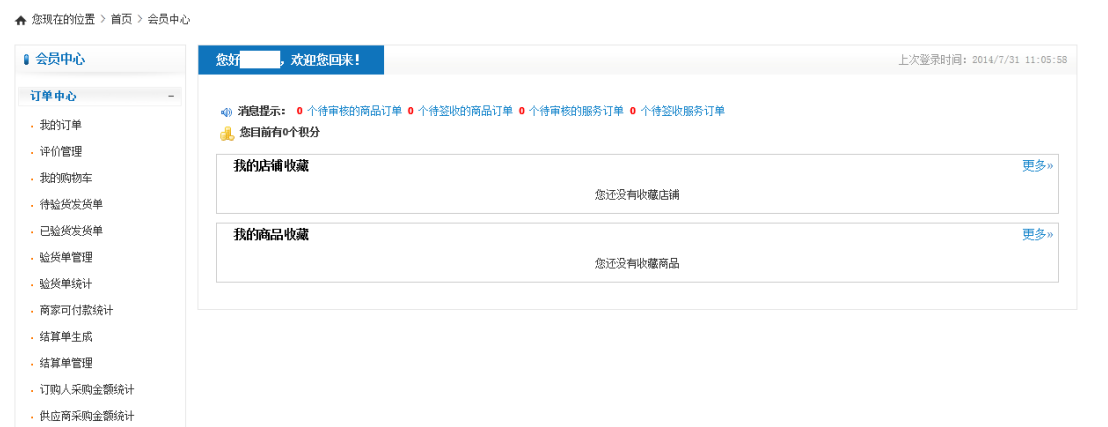 您现在的位置 > 首页 > 会员中心
会员中心
订单中心 -
我的订单
评价管理
我的购物车
待验货发货单
已验货发货单
验货单管理
验货单统计
商家可付款统计
结算单生成
结算单管理
订购人采购金额统计
供应商采购金额统计
您好 ，欢迎您回来！
上次登录时间：2014/7/31 11:05:58
消息提示： 0 个待审核的商品订单 0 个待签收的商品订单 0 个待审核的服务订单 0 个待签收服务订单
您目前有0个积分
我的店铺收藏 更多»
您还没有收藏店铺
我的商品收藏 更多»
您还没有收藏商品